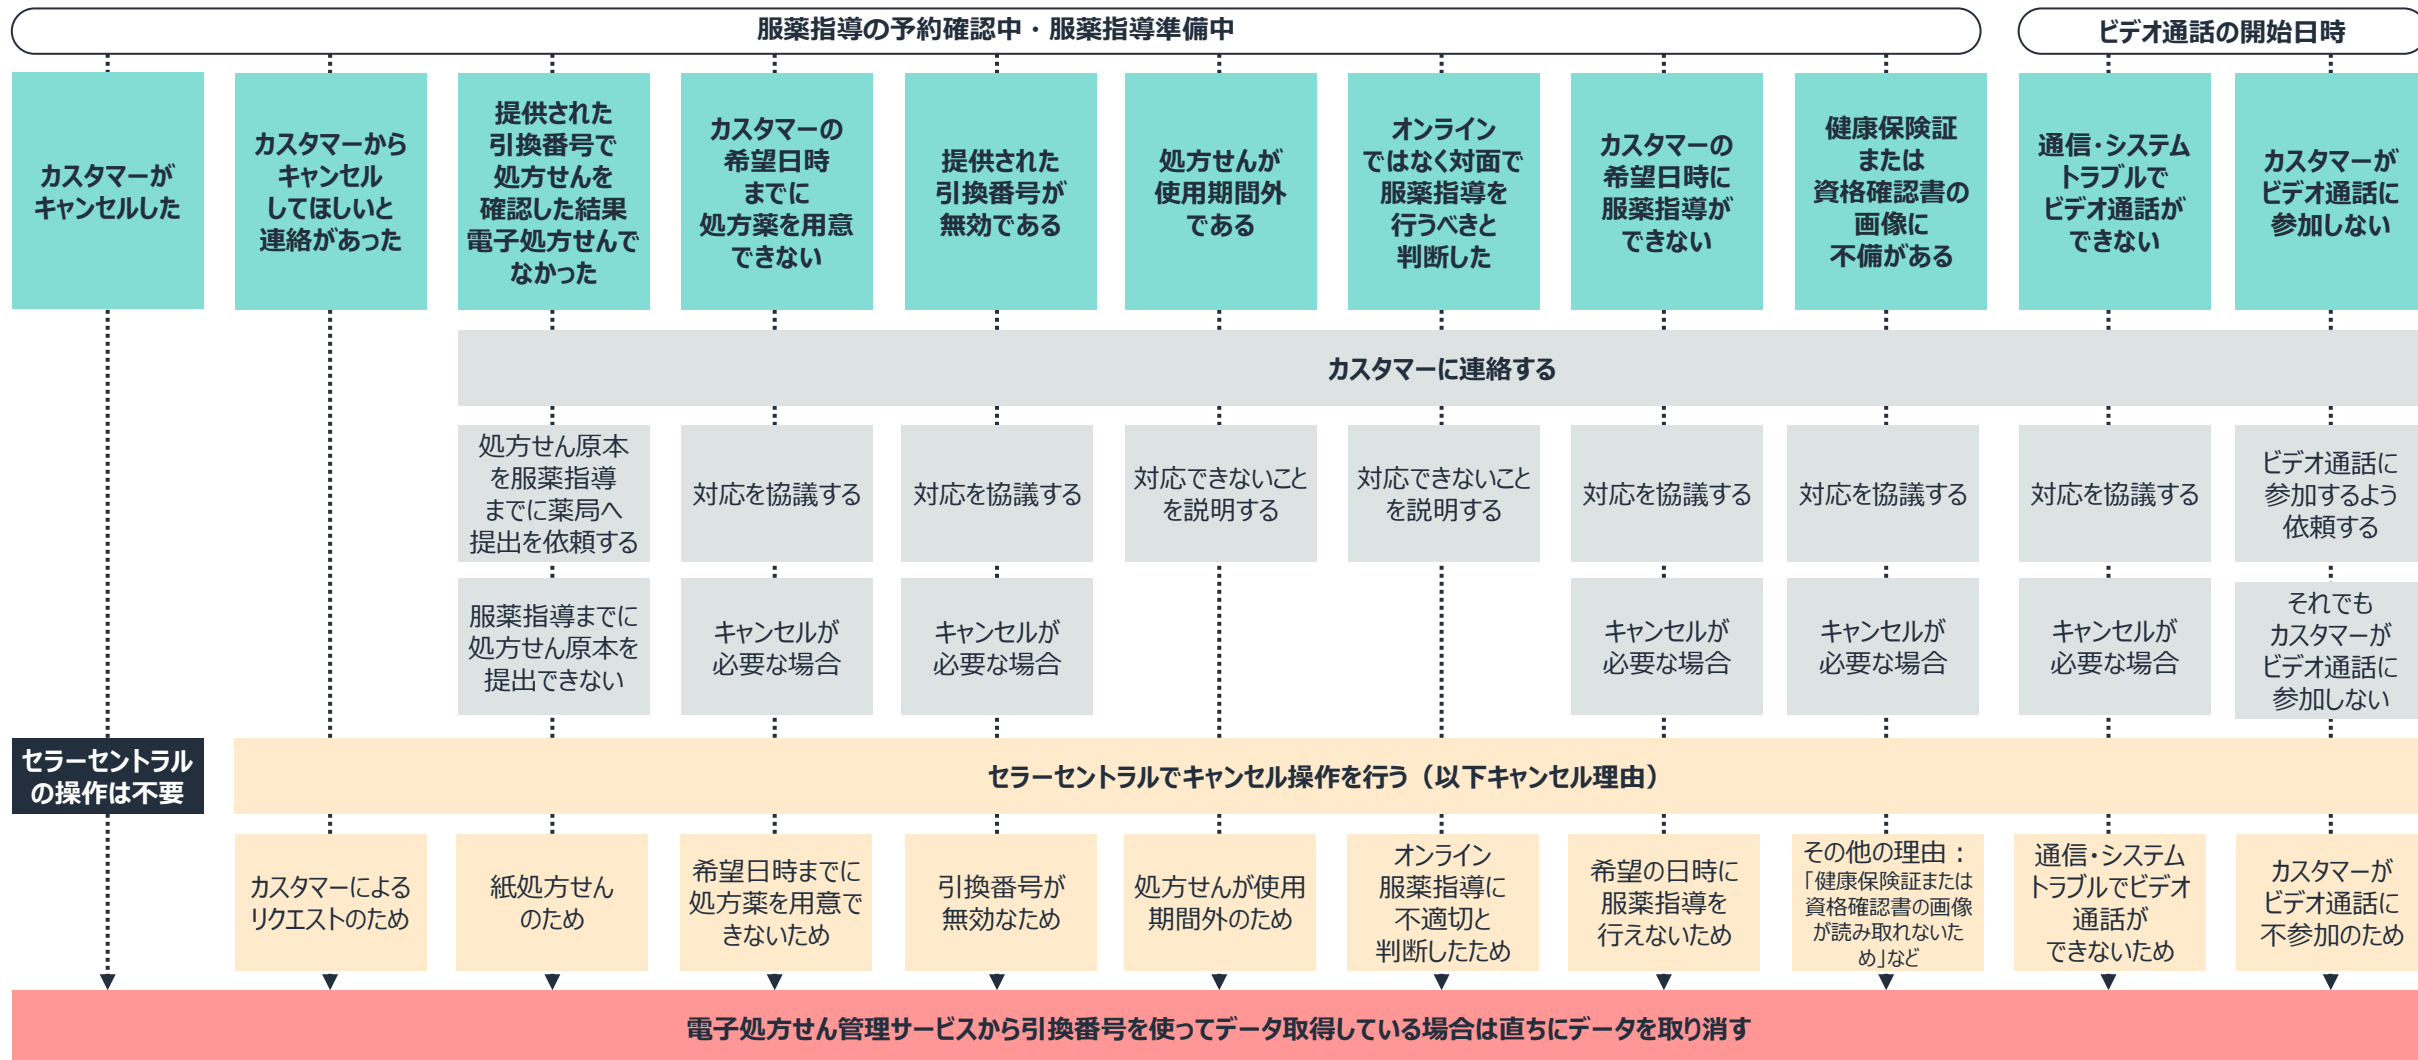 服薬指導の予約確認中・服薬指導準備中
ビデオ通話の開始日時
カスタマーが
キャンセルした
カスタマーから
キャンセル
してほしいと
連絡があった
提供された
引換番号で
処方せんを
確認した結果
電子処方せんで
なかった
カスタマーの
希望日時
までに
処方薬を用意
できない
提供された
引換番号が
無効である
処方せんが
使用期間外
である
オンライン
ではなく対面で
服薬指導を
行うべきと
判断した
カスタマーの
希望日時に
服薬指導が
できない
健康保険証
または
資格確認書の
画像に
不備がある
通信・システム
トラブルで
ビデオ通話が
できない
カスタマーが
ビデオ通話に
参加しない
カスタマーに連絡する
処方せん原本
を服薬指導
までに薬局へ
提出を依頼する
対応を協議する
対応を協議する
対応できないこと
を説明する
対応できないこと
を説明する
対応を協議する
対応を協議する
対応を協議する
ビデオ通話に
参加するよう
依頼する
服薬指導までに
処方せん原本を
提出できない
キャンセルが
必要な場合
キャンセルが
必要な場合
キャンセルが
必要な場合
キャンセルが
必要な場合
キャンセルが
必要な場合
それでも
カスタマーが
ビデオ通話に
参加しない
セラーセントラル
の操作は不要
セラーセントラルでキャンセル操作を行う（以下キャンセル理由）
カスタマーによる
リクエストのため
紙処方せん
のため
希望日時までに
処方薬を用意で
きないため
引換番号が
無効なため
処方せんが使用
期間外のため
オンライン
服薬指導に
不適切と
判断したため
希望の日時に
服薬指導を
行えないため
その他の理由：
「健康保険証または
資格確認書の画像
が読み取れないた
め」など
通信・システム
トラブルでビデオ
通話が
できないため
カスタマーが
ビデオ通話に
不参加のため
電子処方せん管理サービスから引換番号を使ってデータ取得している場合は直ちにデータを取り消す